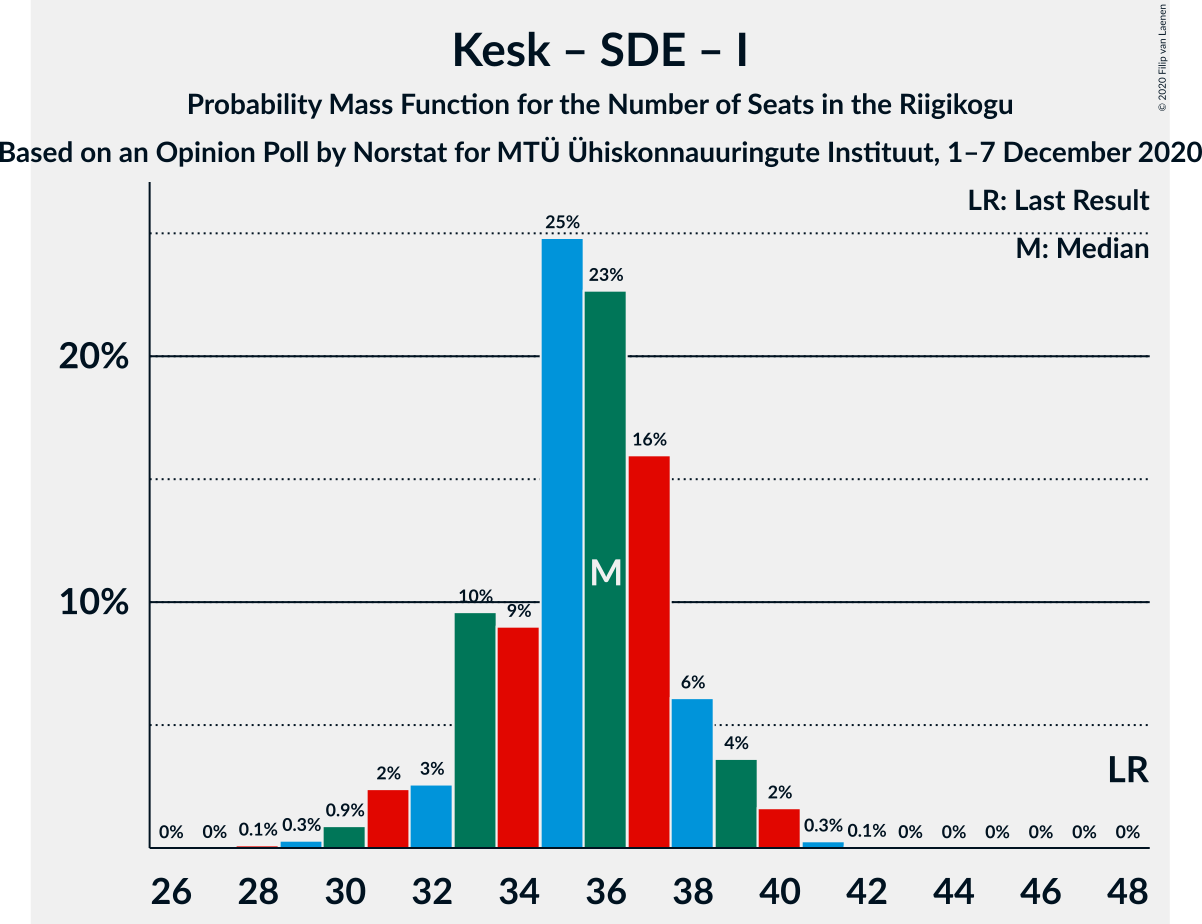 Kesk – SDE – I
Probability Mass Function for the Number of Seats in the Riigikogu
Based on an Opinion Poll by Norstat for MTÜ Ühiskonnauuringute Instituut, 1–7 December 2020
© 2020 Filip van Laenen
LR: Last Result
M: Median
25%
23%
20%
16%
M
10%
10%
9%
6%
4%
LR
2%
3%
2%
0% 0% 0.1% 0.3% 0.9% 0.3% 0.1% 0% 0% 0% 0% 0% 0%
26 28 30 32 34 36 38 40 42 44 46 48